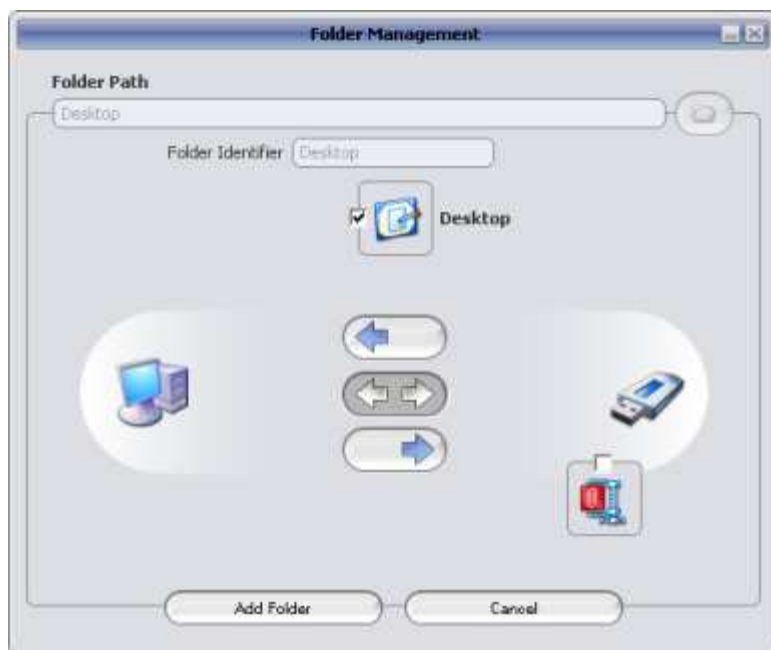 Folder Management
Folder Path
Desktop
Folder Identifier Desktop
Desktop
Add Folder Cancel